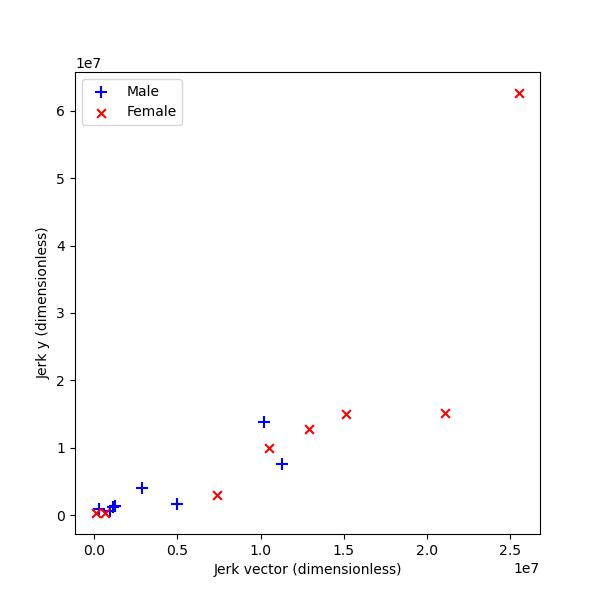 1e7
Male
Female
6
5
4
3
2
1
0
Jerk y (dimensionless)
0.0 0.5 1.0 1.5 2.0 2.5
Jerk vector (dimensionless)
1e7